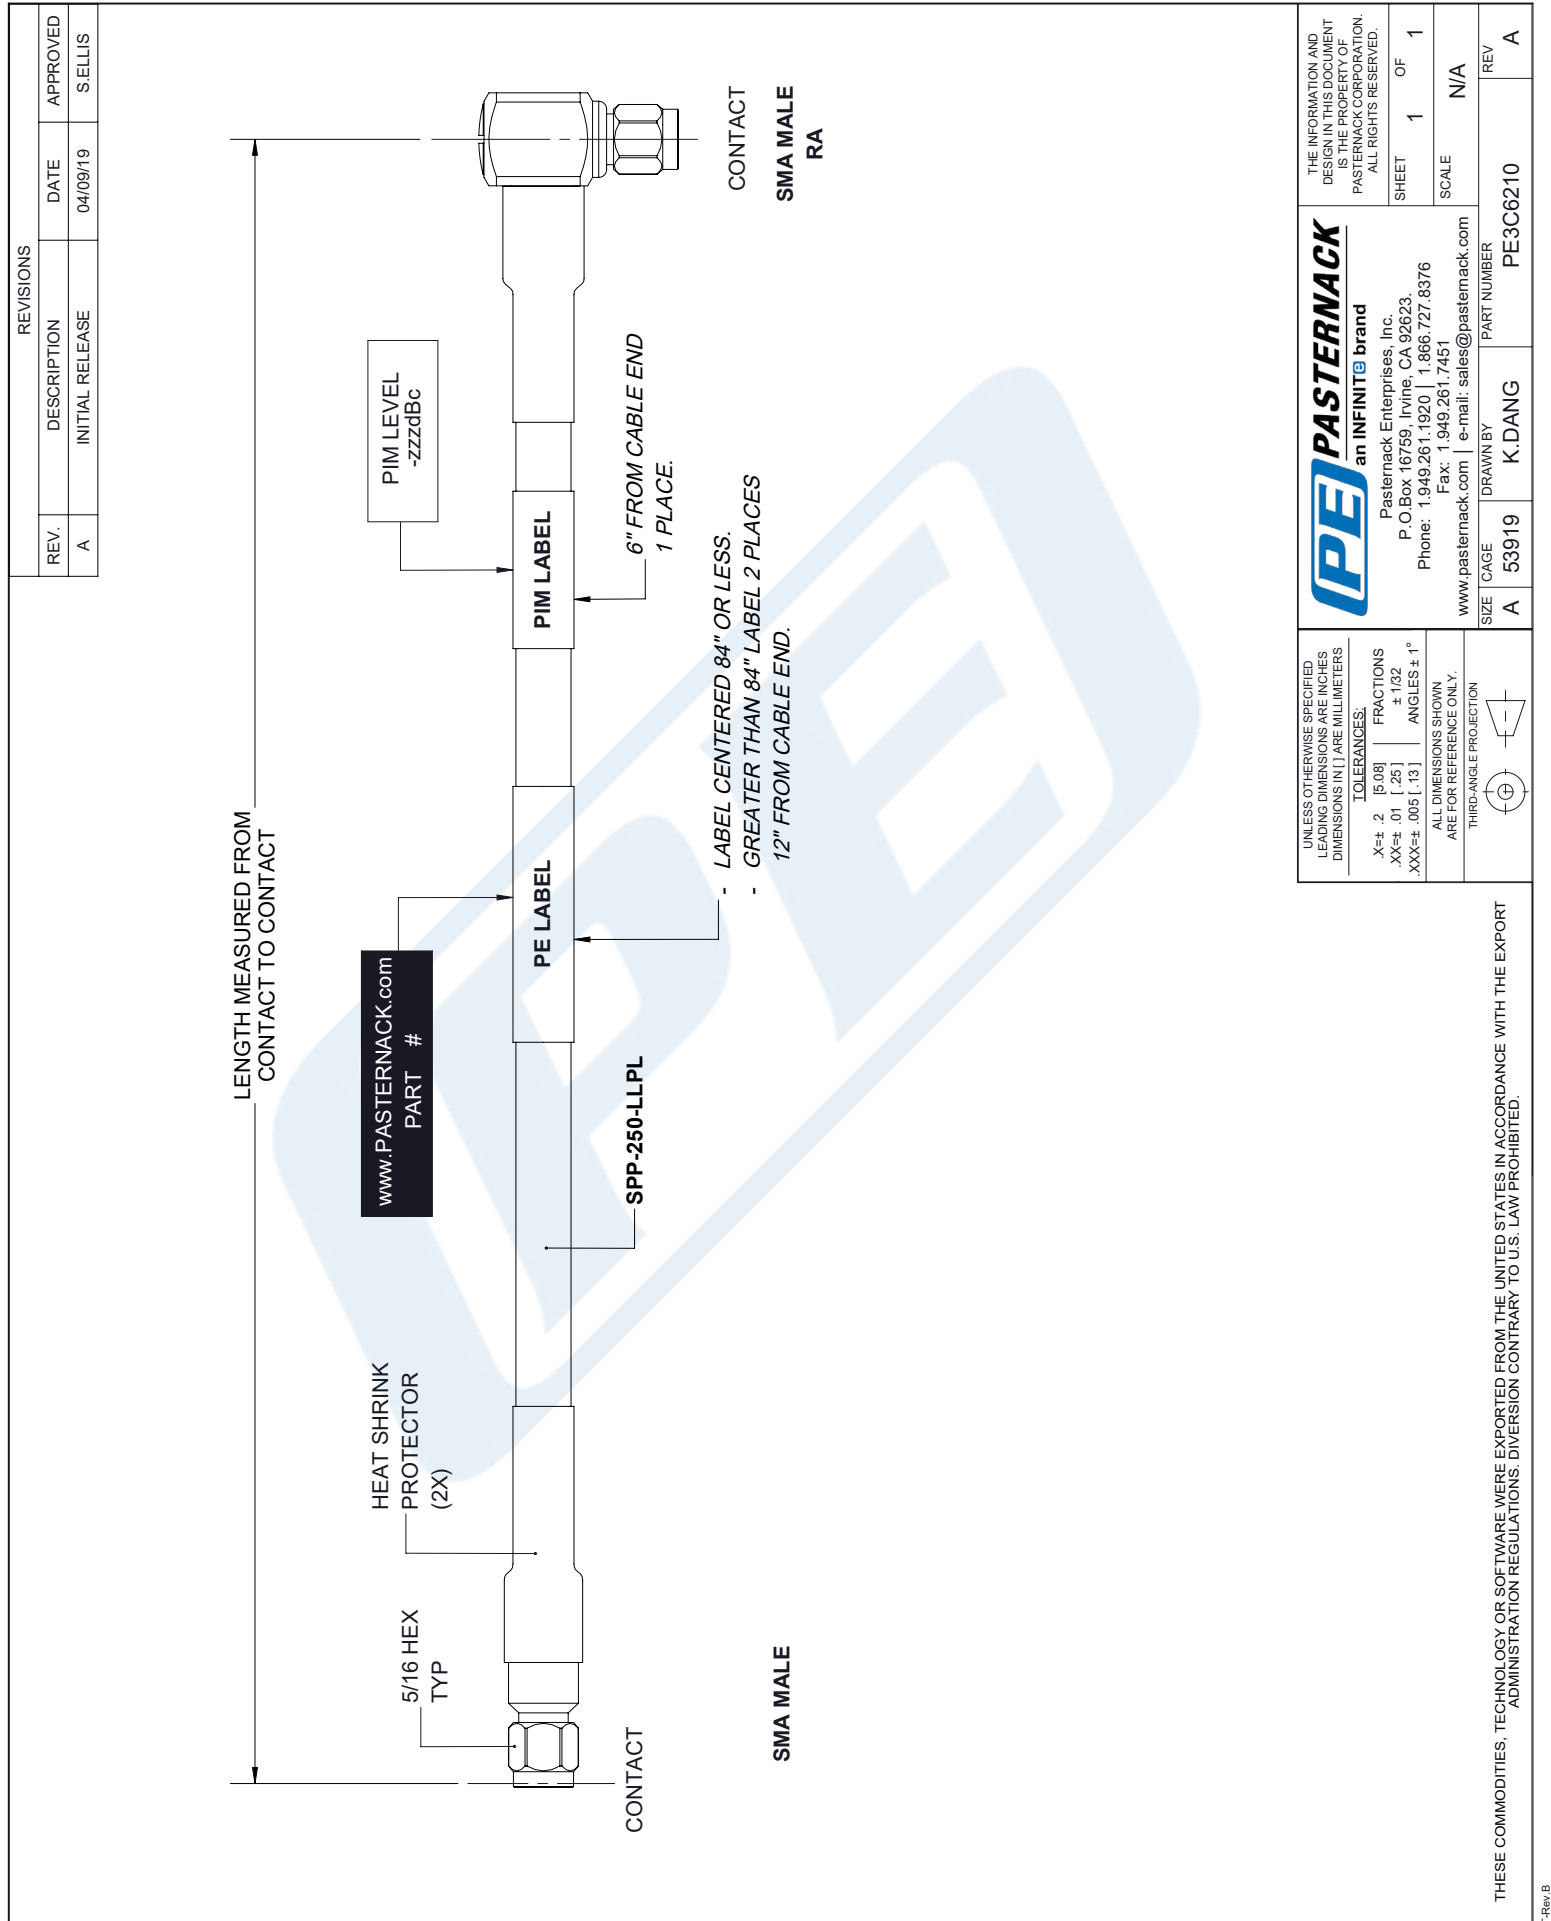 REVISIONS
REV.
DESCRIPTION
DATE
APPROVED
A
INITIAL RELEASE
04/09/19
S.ELLIS
LENGTH MEASURED FROM
CONTACT TO CONTACT
5/16 HEX
TYP
HEAT SHRINK
PROTECTOR
(2X)
www.PASTERNACK.com
PART #
PIM LEVEL
-zzzdBc
PE LABEL
PIM LABEL
CONTACT
SMA MALE
SPP-250-LLPL
- LABEL CENTERED 84" OR LESS.
- GREATER THAN 84" LABEL 2 PLACES
12" FROM CABLE END.
6" FROM CABLE END
1 PLACE.
CONTACT
SMA MALE
RA
PE
UNLESS OTHERWISE SPECIFIED
LEADING DIMENSIONS ARE INCHES
DIMENSIONS IN [ ] ARE MILLIMETERS
TOLERANCES:
.X=± .2 [5.08]
.XX=± .01 [ .25]
.XXX=± .005 [ .13]
FRACTIONS
± 1/32
ANGLES ± 1°
ALL DIMENSIONS SHOWN
ARE FOR REFERENCE ONLY.
THIRD-ANGLE PROJECTION
PE PASTERNACK
an INFINITe brand
Pasternack Enterprises, Inc.
P.O.Box 16759, Irvine, CA 92623.
Phone: 1.949.261.1920 | 1.866.727.8376
Fax: 1.949.261.7451
www.pasternack.com | e-mail: sales@pasternack.com
THE INFORMATION AND
DESIGN IN THIS DOCUMENT
IS THE PROPERTY OF
PASTERNACK CORPORATION.
ALL RIGHTS RESERVED.
SHEET 1 OF 1
SCALE N/A
SIZE A
CAGE 53919
DRAWN BY K.DANG
PART NUMBER PE3C6210
REV A
THESE COMMODITIES, TECHNOLOGY OR SOFTWARE WERE EXPORTED FROM THE UNITED STATES IN ACCORDANCE WITH THE EXPORT
ADMINISTRATION REGULATIONS. DIVERSION CONTRARY TO U.S. LAW PROHIBITED.
-Rev.B